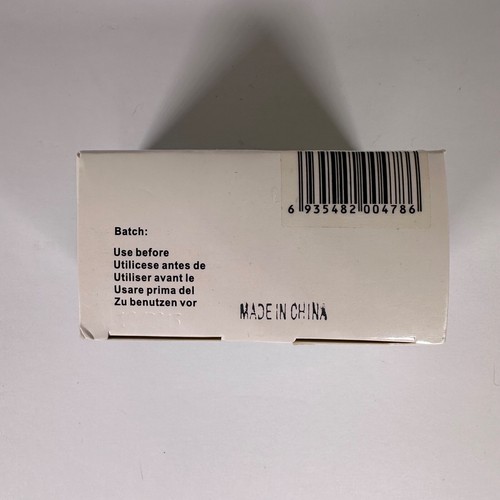 6 935482 004786
Batch:
Use before
Utilicese antes de
Utiliser avant le
Usare prima del
Zu benutzen vor
MADE IN CHINA